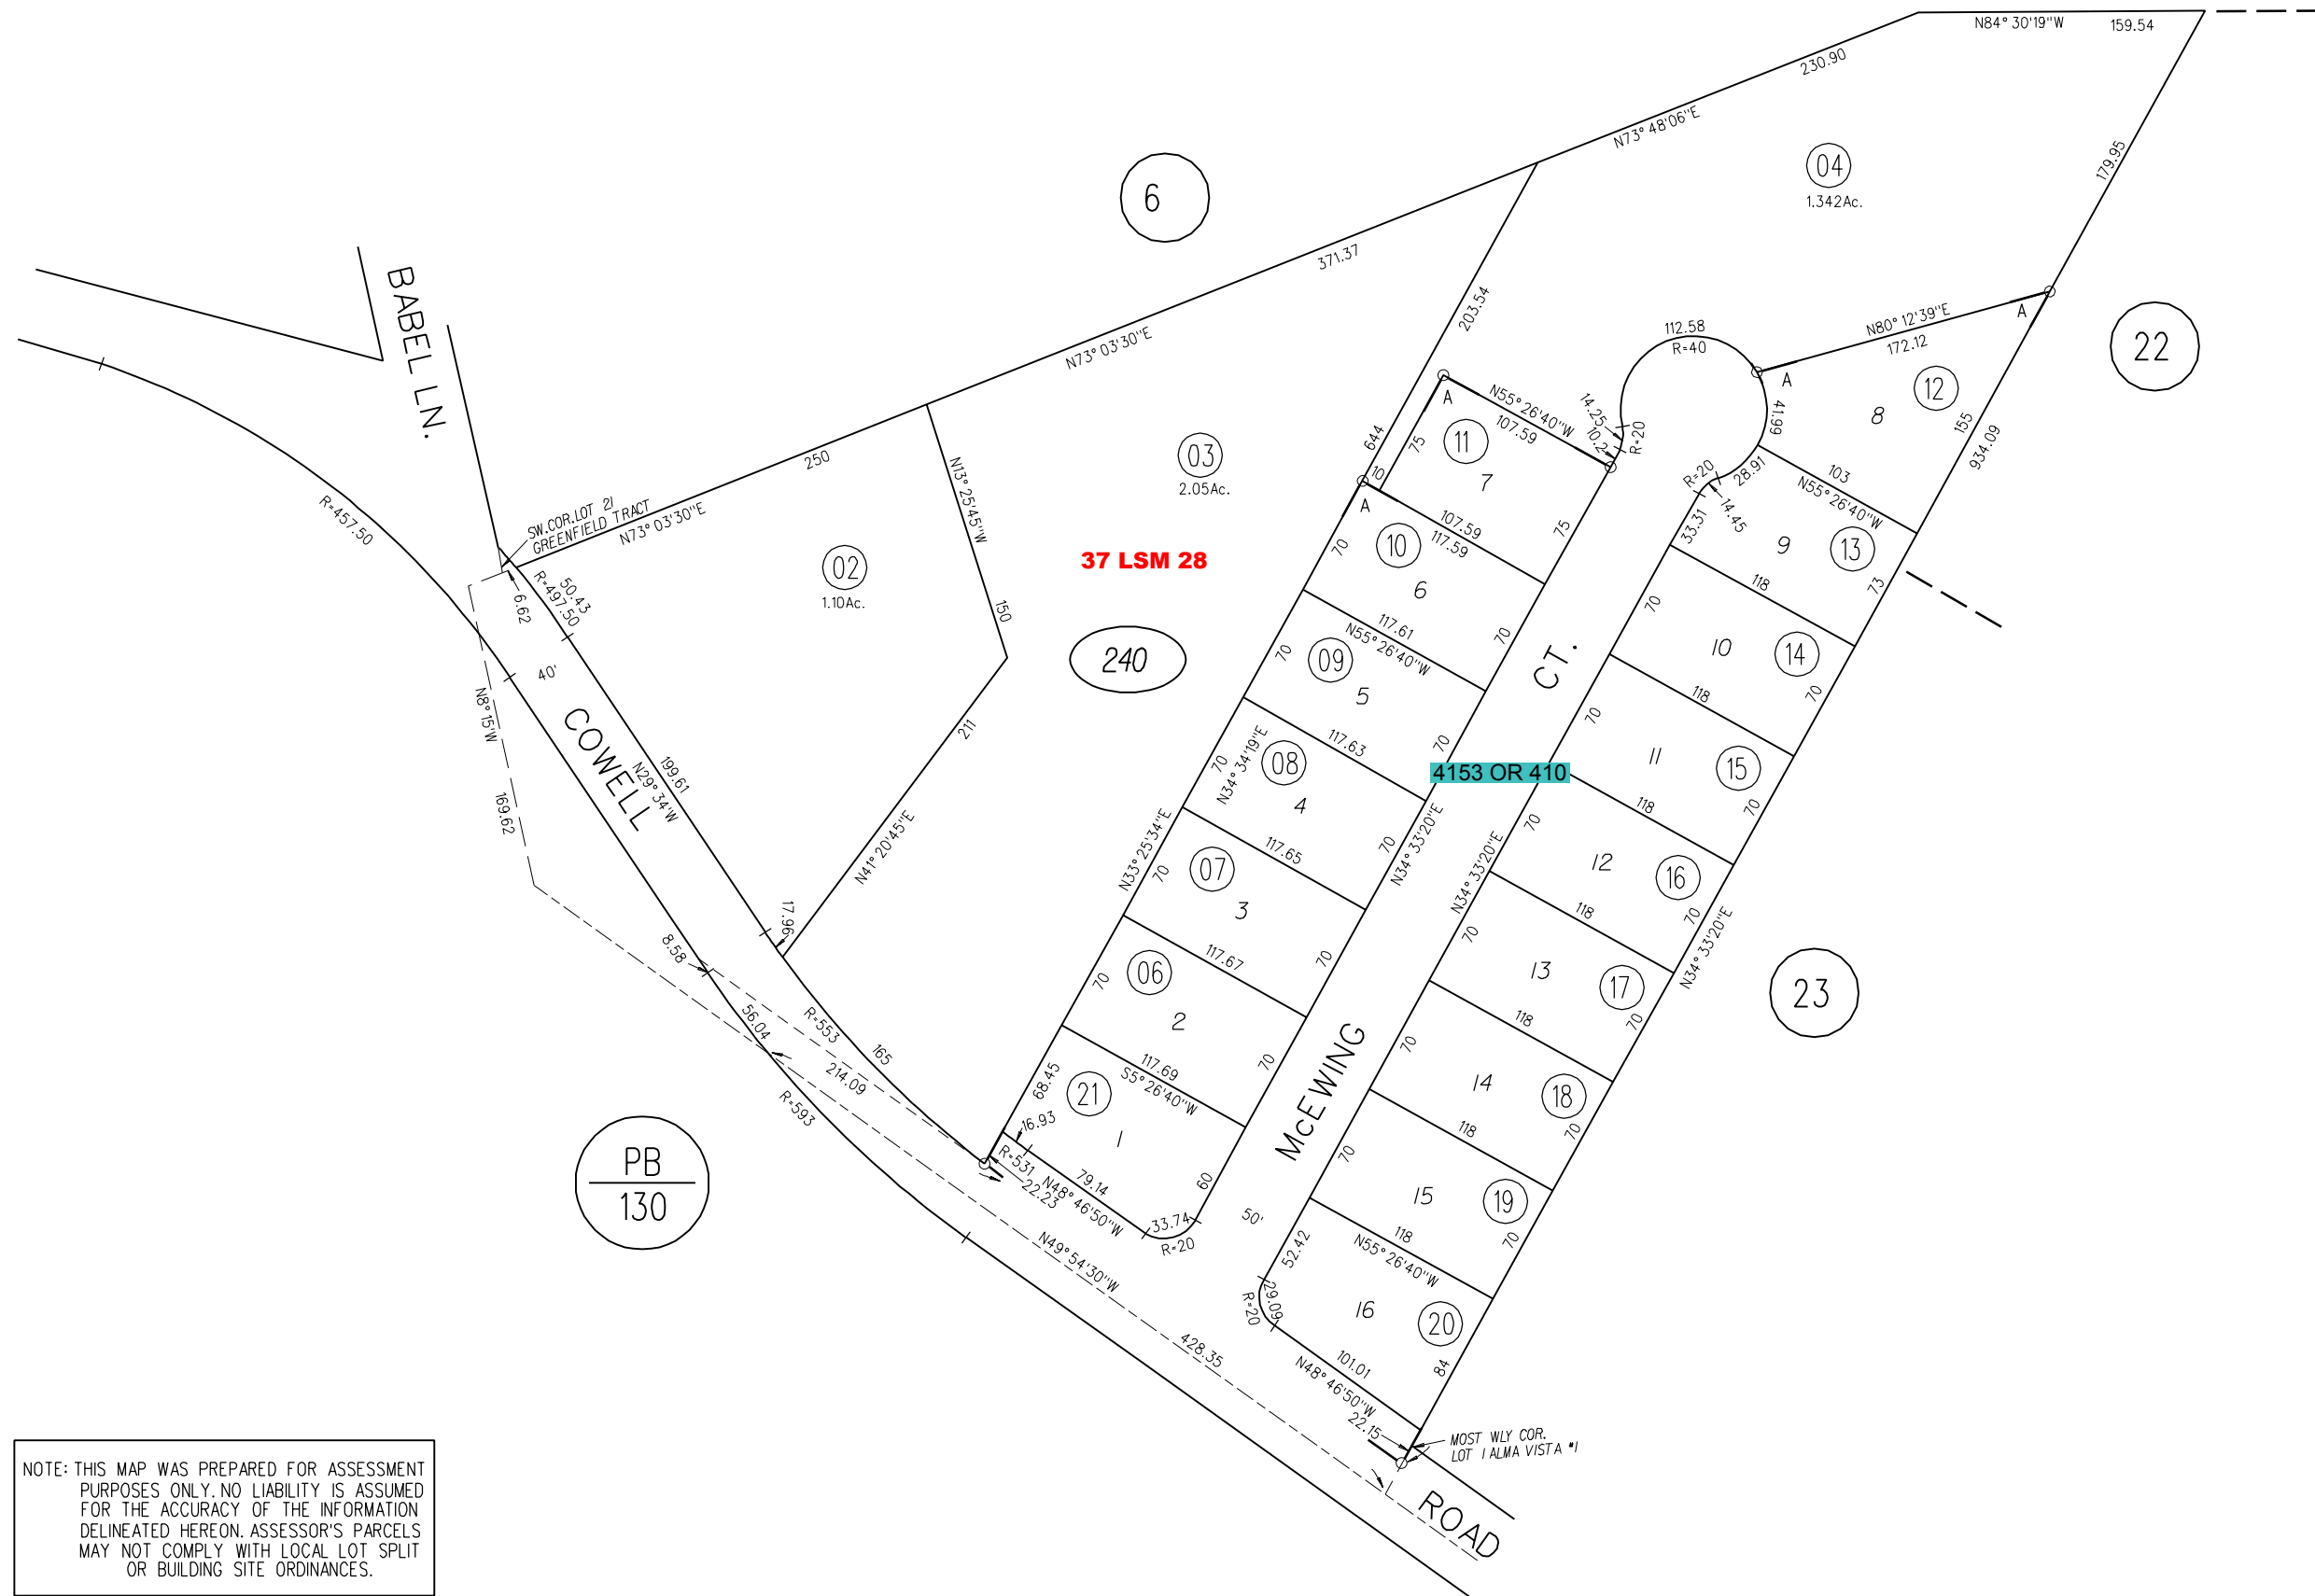 N84°30'19"W 159.54
230.90
N73°48'06"E
179.95
04
1.342Ac.
6
371.37
203.54
N73°03'30"E
BABEL LN.
250
N13°25'45"W
150
03
2.05Ac.
37 LSM 28
240
02
1.10Ac.
SW.COR.LOT 21
GREENFIELD TRACT
N73°03'30"E
R=457.50
50.43
R=497.50
6.62
40'
N8°15'W
169.62
COWELL
199.61
N29°34'W
211
N41°20'45"E
17.96
8.58
56.04
R=553
165
214.09
R=593
PB
130
N49°54'30"W
428.35
112.58
R=40
N80°12'39"E
172.12
A
A
22
12
8
41.99
155
934.09
14.25
10.2
R=20
N55°26'40"W
107.59
A
11
7
75
644
10
A
75
R=20
28.91
14.45
33.31
103
N55°26'40"W
9
13
73
107.59
117.59
10
6
70
70
117.61
N55°26'40"W
09
5
70
70
117.63
N34°34'19"E
08
4
70
70
117.65
N33°25'34"E
07
3
70
70
117.67
06
2
70
70
117.69
S5°26'40"W
68.45
21
1
16.93
R=531
22.23
79.14
N48°46'50"W
60
33.74
R=20
CT.
4153 OR 410
N34°33'20"E
N34°33'20"E
McEWING
50'
118
10
14
70
70
118
11
15
70
70
118
12
16
70
70
N34°33'20"E
118
13
17
70
70
118
14
18
70
70
118
15
19
70
70
118
N55°26'40"W
16
20
52.42
29.09
R=20
84
101.01
N48°46'50"W
22.15
23
MOST WLY COR.
LOT 1 ALMA VISTA #1
ROAD
NOTE: THIS MAP WAS PREPARED FOR ASSESSMENT
PURPOSES ONLY. NO LIABILITY IS ASSUMED
FOR THE ACCURACY OF THE INFORMATION
DELINEATED HEREON. ASSESSOR'S PARCELS
MAY NOT COMPLY WITH LOCAL LOT SPLIT
OR BUILDING SITE ORDINANCES.